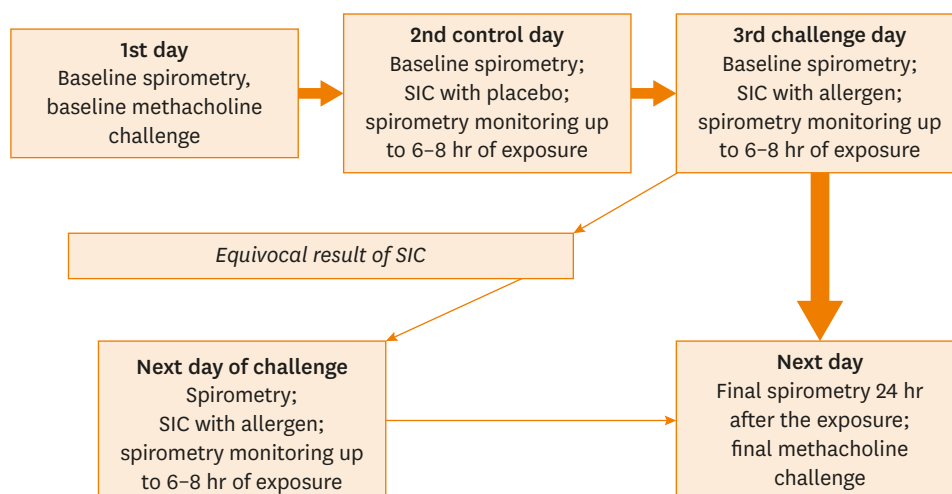 1st day
Baseline spirometry,
baseline methacholine
challenge
2nd control day
Baseline spirometry;
SIC with placebo;
spirometry monitoring up
to 6–8 hr of exposure
3rd challenge day
Baseline spirometry;
SIC with allergen;
spirometry monitoring up
to 6–8 hr of exposure
Equivocal result of SIC
Next day of challenge
Spirometry;
SIC with allergen;
spirometry monitoring up
to 6–8 hr of exposure
Next day
Final spirometry 24 hr
after the exposure;
final methacholine
challenge